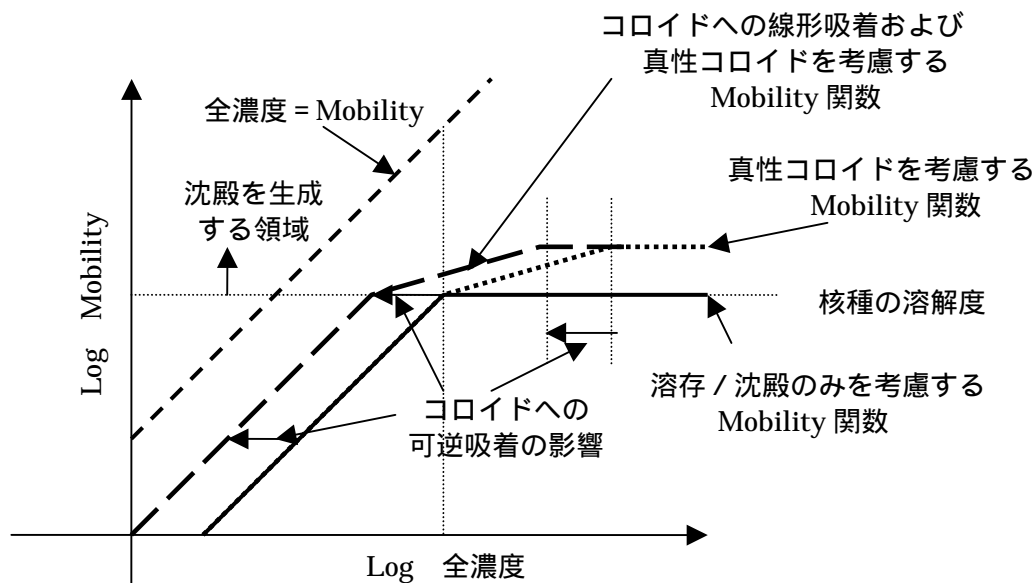 コロイドへの線形吸着および
真性コロイドを考慮する
Mobility 関数
全濃度 = Mobility
真性コロイドを考慮する
Mobility 関数
沈殿を生成
する領域
Log Mobility
核種の溶解度
溶存 / 沈殿のみを考慮する
Mobility 関数
コロイドへの
可逆吸着の影響
Log 全濃度